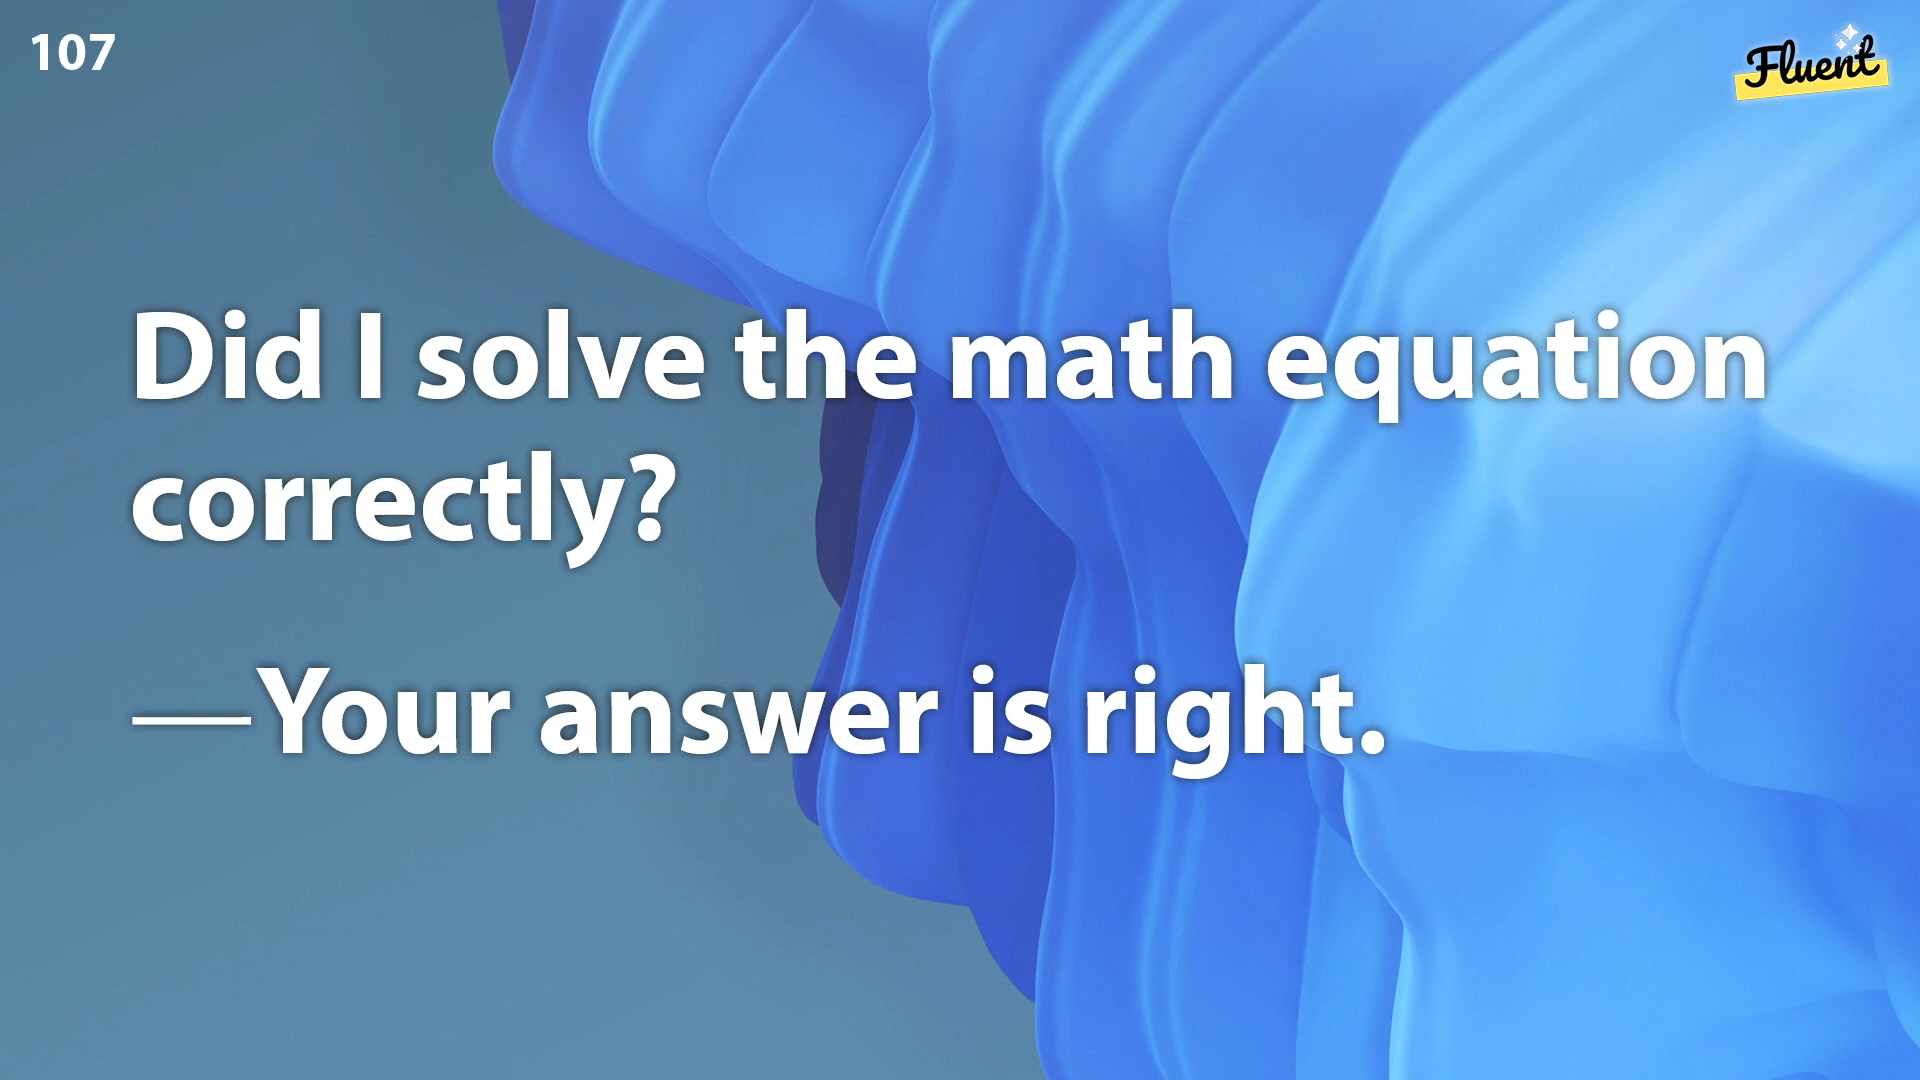 107
Fluent
Did I solve the math equation
correctly?
—Your answer is right.